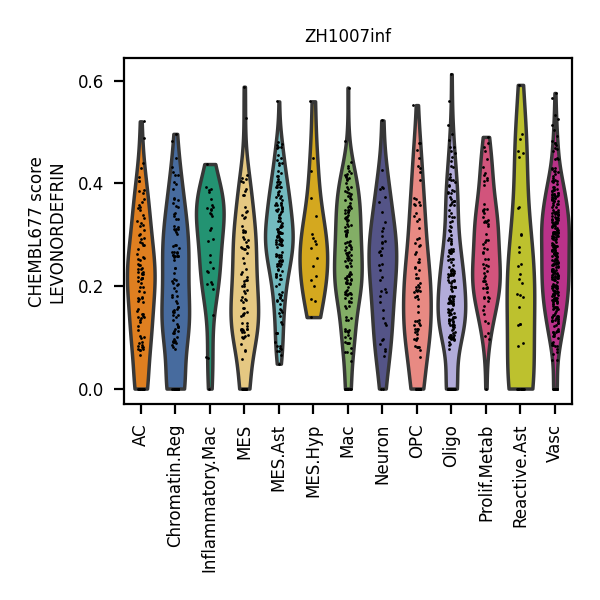 ZH1007inf
CHEMBL677 score
LEVONORDEFRIN
0.6
0.4
0.2
0.0
AC
Chromatin.Reg
Inflammatory.Mac
MES
MES.Ast
MES.Hyp
Mac
Neuron
OPC
Oligo
Prolif.Metab
Reactive.Ast
Vasc